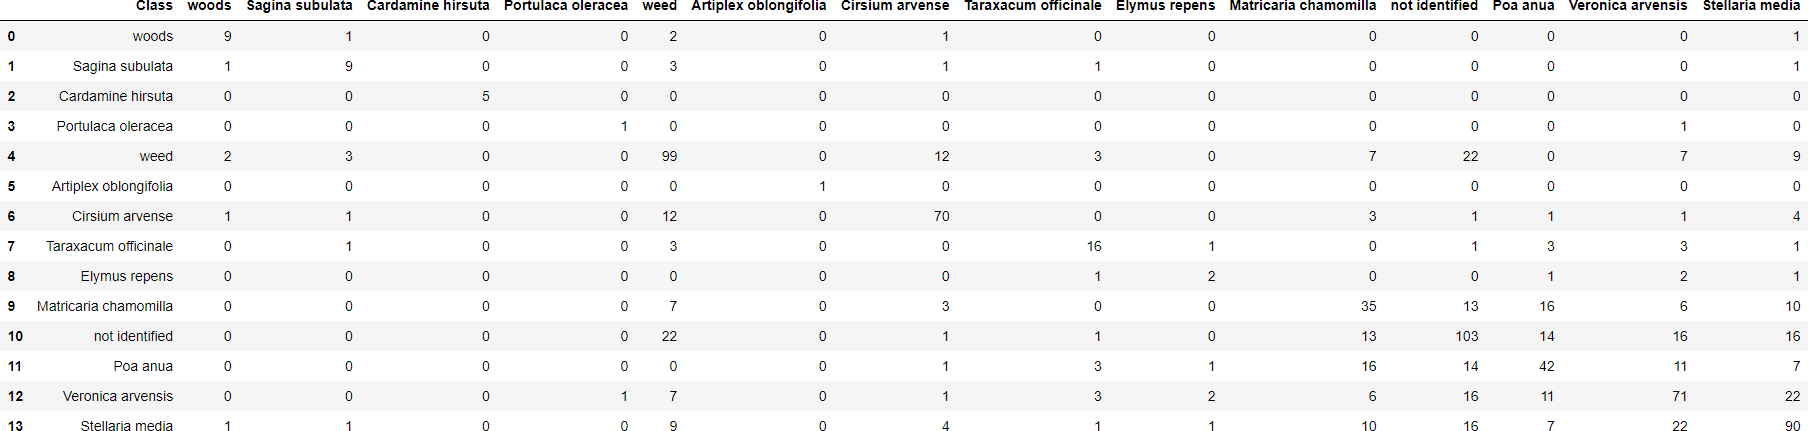 Class woods Sagina subulata Cardamine hirsuta Portulaca oleracea weed Artiplex oblongifolia Cirsium arvense Taraxacum officinale Elymus repens Matricaria chamomilla not identified Poa anua Veronica arvensis Stellaria media
0 woods 9 1 0 0 2 0 1 0 0 0 0 0 0 1
1 Sagina subulata 1 9 0 0 3 0 1 1 0 0 0 0 0 1
2 Cardamine hirsuta 0 0 5 0 0 0 0 0 0 0 0 0 0 0
3 Portulaca oleracea 0 0 0 1 0 0 0 0 0 0 0 0 1 0
4 weed 2 3 0 0 99 0 12 3 0 7 22 0 7 9
5 Artiplex oblongifolia 0 0 0 0 0 1 0 0 0 0 0 0 0 0
6 Cirsium arvense 1 1 0 0 12 0 70 0 0 3 1 1 1 4
7 Taraxacum officinale 0 1 0 0 3 0 0 16 1 0 1 3 3 1
8 Elymus repens 0 0 0 0 0 0 0 1 2 0 0 1 2 1
9 Matricaria chamomilla 0 0 0 0 7 0 3 0 0 35 13 16 6 10
10 not identified 0 0 0 0 22 0 1 1 0 13 103 14 16 16
11 Poa anua 0 0 0 0 0 0 1 3 1 16 14 42 11 7
12 Veronica arvensis 0 0 0 1 7 0 1 3 2 6 16 11 71 22
13 Stellaria media 1 1 0 0 9 0 4 1 1 10 16 7 22 90